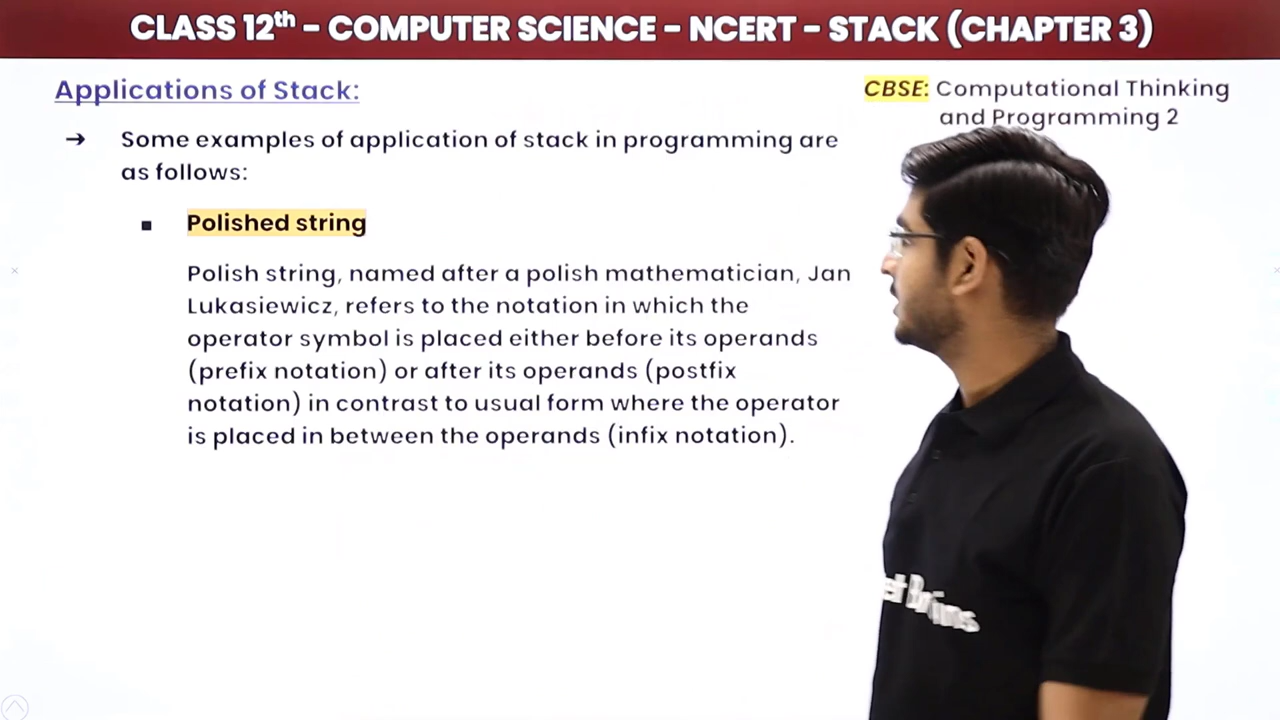 CLASS 12th – COMPUTER SCIENCE – NCERT – STACK (CHAPTER 3)
Applications of Stack:
CBSE: Computational Thinking
and Programming 2
➔ Some examples of application of stack in programming are
as follows:
■ Polished string
Polish string, named after a polish mathematician, Jan
Lukasiewicz, refers to the notation in which the
operator symbol is placed either before its operands
(prefix notation) or after its operands (postfix
notation) in contrast to usual form where the operator
is placed in between the operands (infix notation).